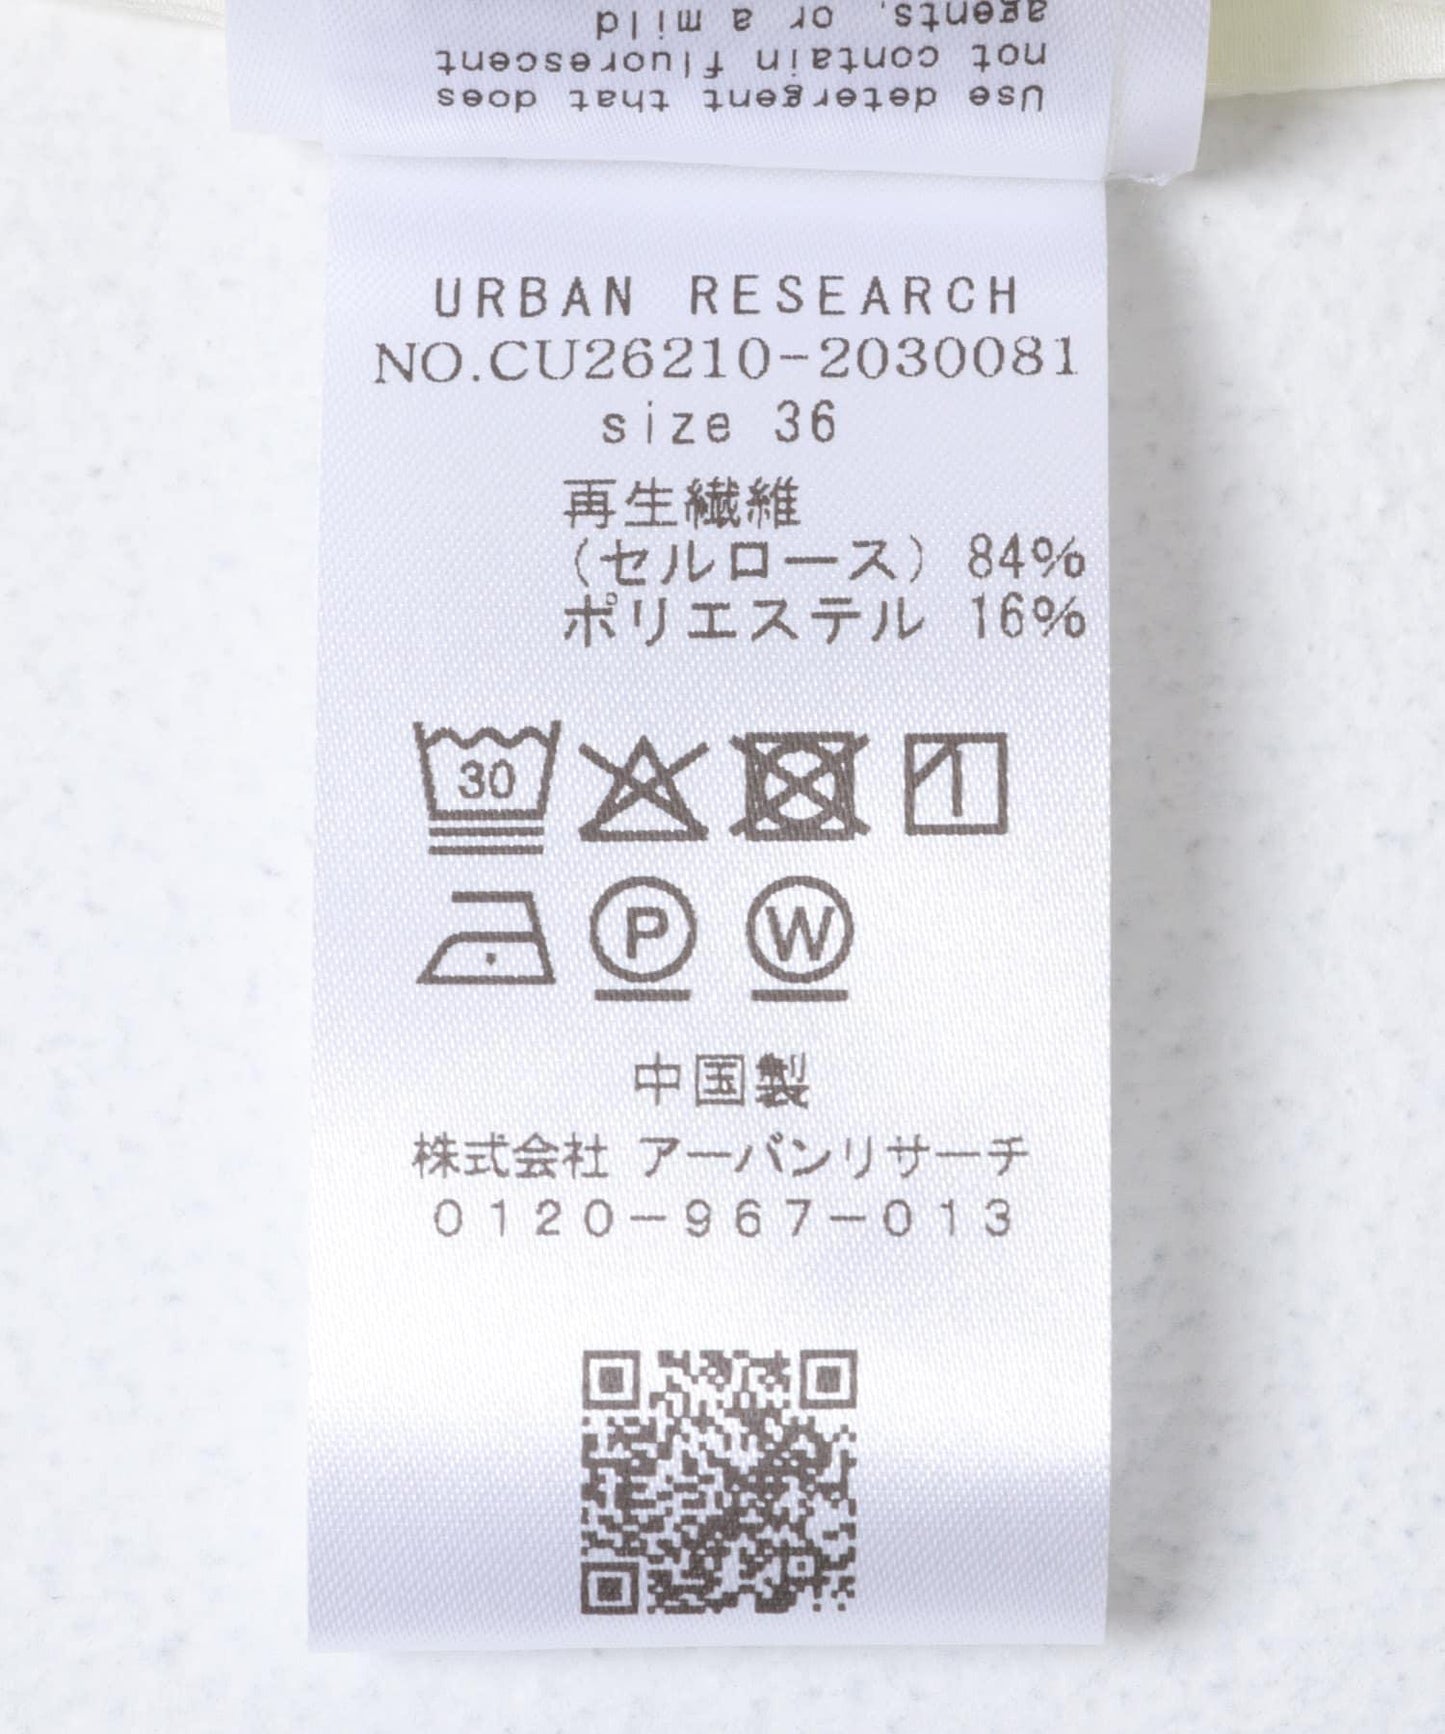 Use detergent that does
not contain fluorescent
agents, or a mild
URBAN RESEARCH
NO.CU26210-2030081
size 36
再生繊維
(セルロース) 84%
ポリエステル 16%
30
P W
中国製
株式会社 アーバンリサーチ
0120-967-013